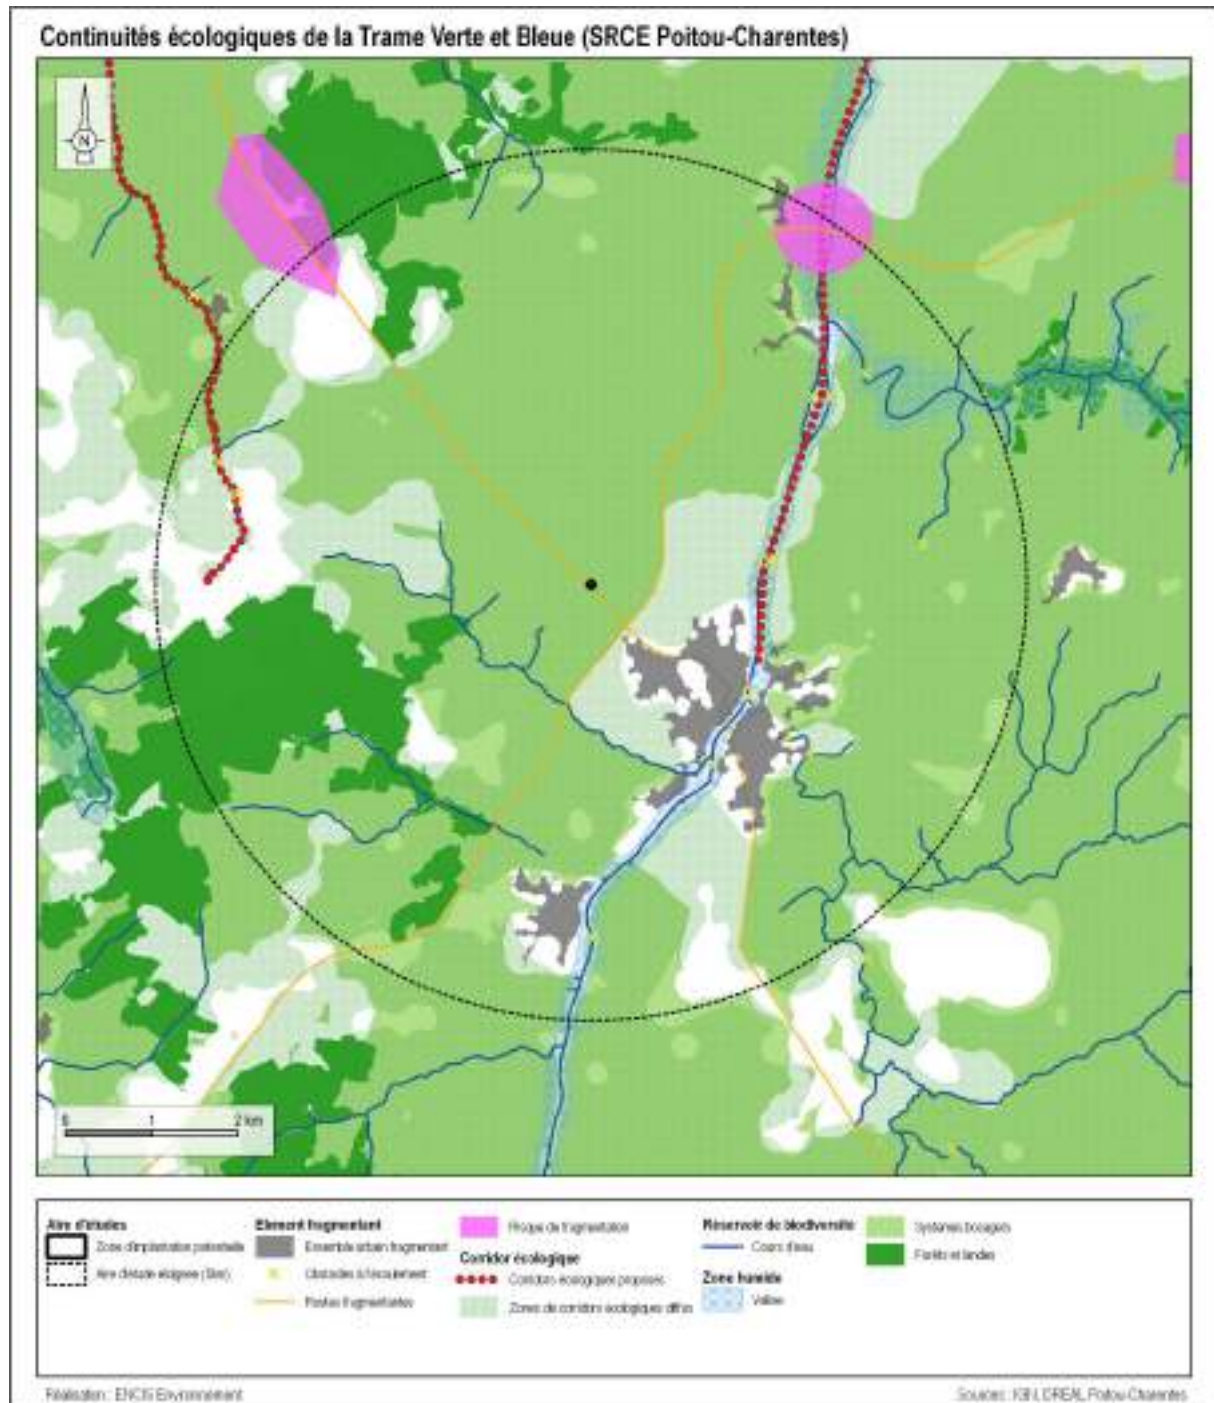 Continuités écologiques de la Trame Verte et Bleue (SRCE Poitou-Charentes)
N
0 1 2 km
Aire d'études
Zone d'implantation potentielle
Aire d'étude éloignée (5km)
Elément fragmentant
Ensemble urbain fragmentant
Obstacles à l'écoulement
Routes fragmentantes
Risque de fragmentation
Corridor écologique
Corridors écologiques proposés
Zones de corridors écologiques diffus
Réservoir de biodiversité
Cours d'eau
Zone humide
Vallée
Systèmes bocagers
Forêts et landes
Réalisation : ENCIS Environnement
Sources : IGN, DREAL Poitou-Charentes